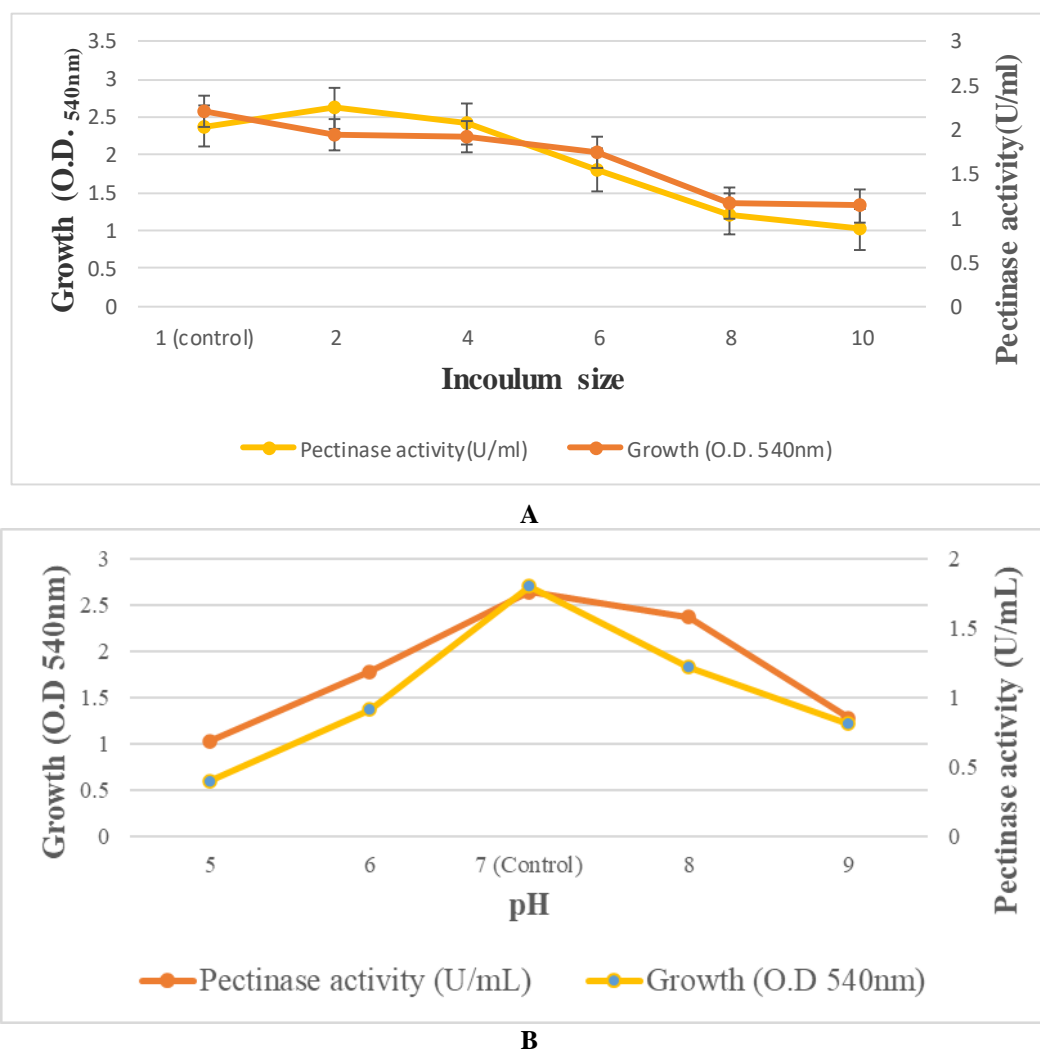 3.5
3
2.5
2
1.5
1
0.5
0
Growth (O.D. 540nm)
3
2.5
2
1.5
1
0.5
0
Pectinase activity(U/ml)
1 (control) 2 4 6 8 10
Incoulum size
Pectinase activity(U/ml) Growth (O.D. 540nm)
A
3
2.5
2
1.5
1
0.5
0
Growth (O.D 540nm)
2
1.5
1
0.5
0
Pectinase activity (U/mL)
5 6 7 (Control) 8 9
pH
Pectinase activity (U/mL) Growth (O.D 540nm)
B